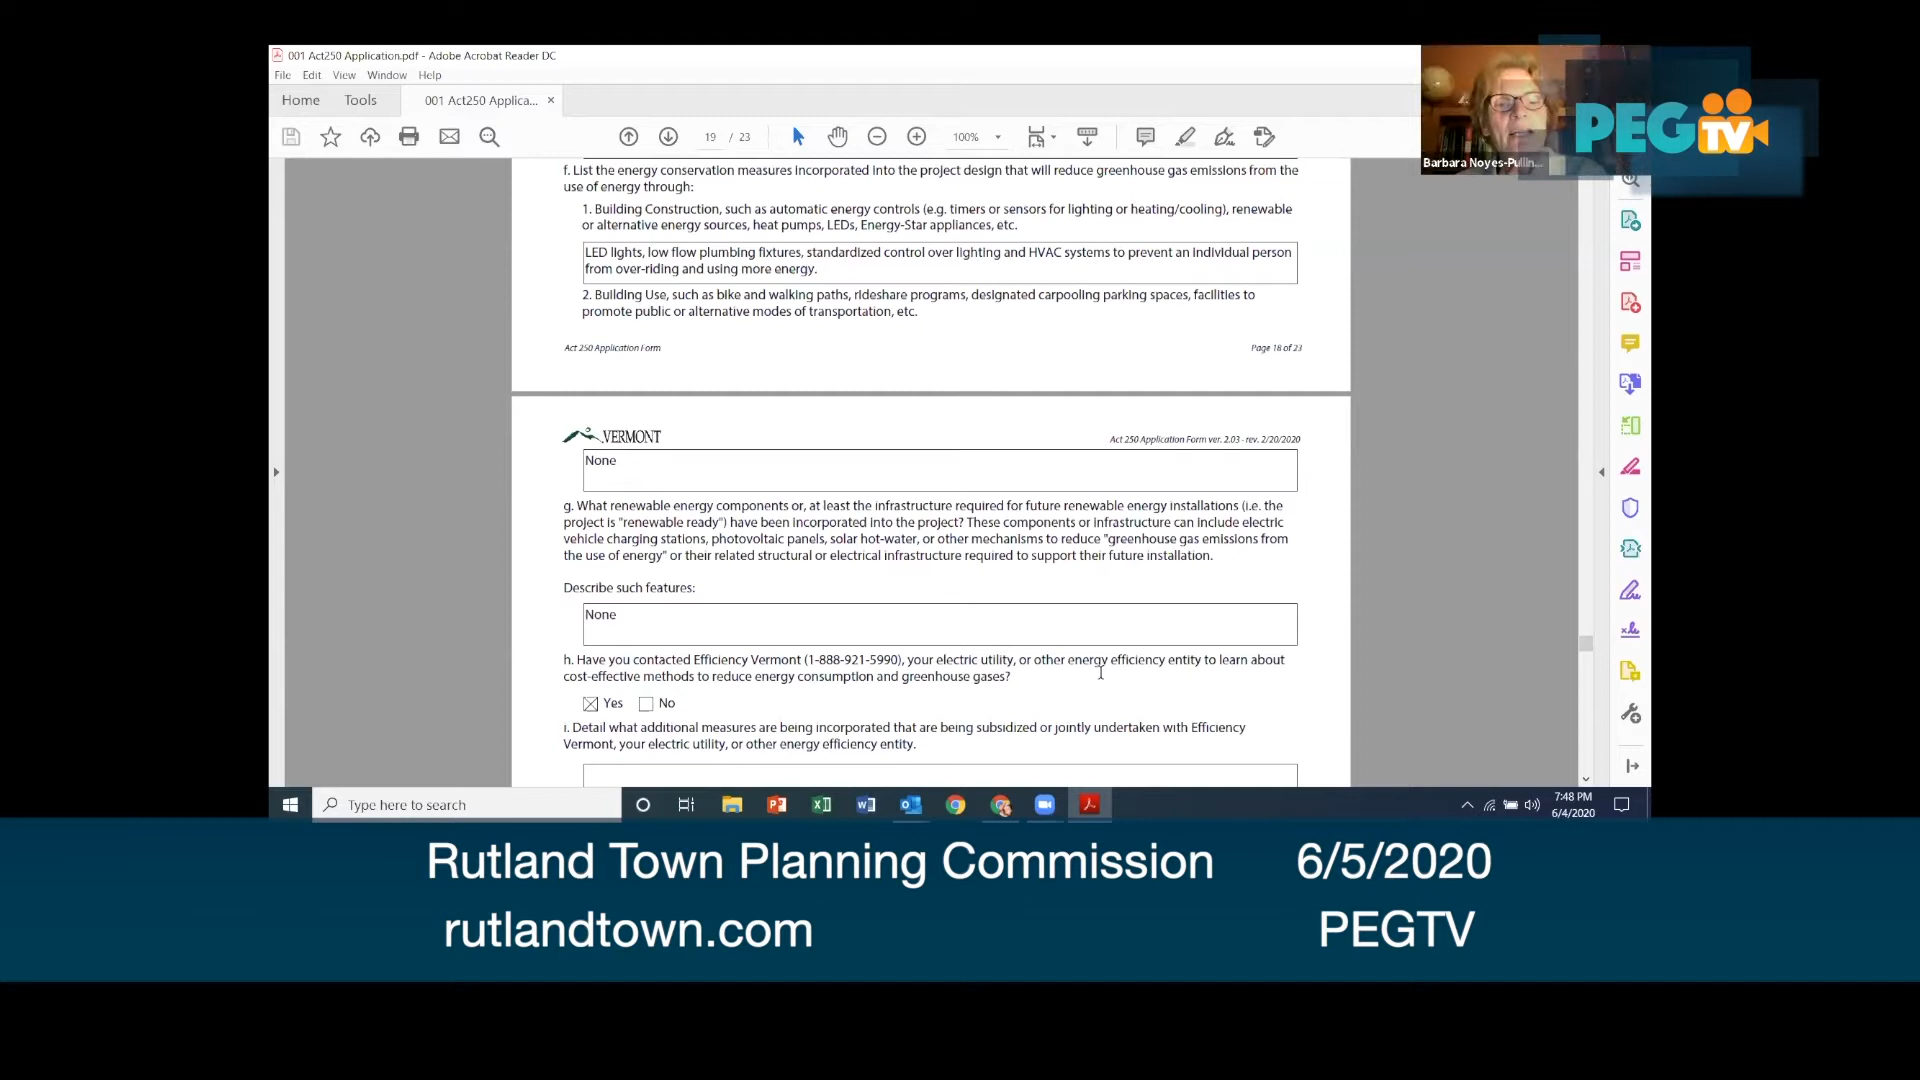 001 Act250 Application.pdf - Adobe Acrobat Reader DC
File Edit View Window Help
Home Tools 001 Act250 Applica... ×
19 / 23 100%
Barbara Noyes-Pullin...
PEGTV
f. List the energy conservation measures incorporated into the project design that will reduce greenhouse gas emissions from the
use of energy through:
1. Building Construction, such as automatic energy controls (e.g. timers or sensors for lighting or heating/cooling), renewable
or alternative energy sources, heat pumps, LEDs, Energy-Star appliances, etc.
LED lights, low flow plumbing fixtures, standardized control over lighting and HVAC systems to prevent an individual person
from over-riding and using more energy.
2. Building Use, such as bike and walking paths, rideshare programs, designated carpooling parking spaces, facilities to
promote public or alternative modes of transportation, etc.
Act 250 Application Form Page 18 of 23
VERMONT Act 250 Application Form ver. 2.03 - rev. 2/20/2020
None
g. What renewable energy components or, at least the infrastructure required for future renewable energy installations (i.e. the
project is "renewable ready") have been incorporated into the project? These components or infrastructure can include electric
vehicle charging stations, photovoltaic panels, solar hot-water, or other mechanisms to reduce "greenhouse gas emissions from
the use of energy" or their related structural or electrical infrastructure required to support their future installation.
Describe such features:
None
h. Have you contacted Efficiency Vermont (1-888-921-5990), your electric utility, or other energy efficiency entity to learn about
cost-effective methods to reduce energy consumption and greenhouse gases?
Yes No
i. Detail what additional measures are being incorporated that are being subsidized or jointly undertaken with Efficiency
Vermont, your electric utility, or other energy efficiency entity.
Type here to search
7:48 PM
6/4/2020
Rutland Town Planning Commission 6/5/2020
rutlandtown.com PEGTV